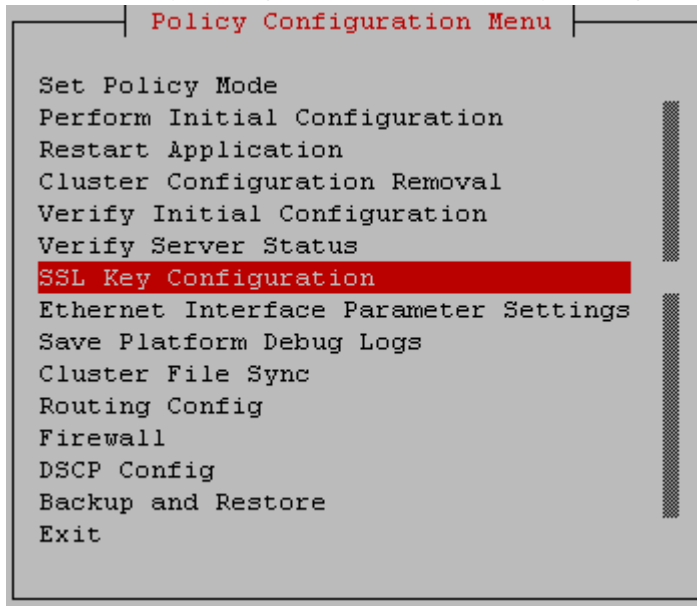 Policy Configuration Menu
Set Policy Mode
Perform Initial Configuration
Restart Application
Cluster Configuration Removal
Verify Initial Configuration
Verify Server Status
SSL Key Configuration
Ethernet Interface Parameter Settings
Save Platform Debug Logs
Cluster File Sync
Routing Config
Firewall
DSCP Config
Backup and Restore
Exit